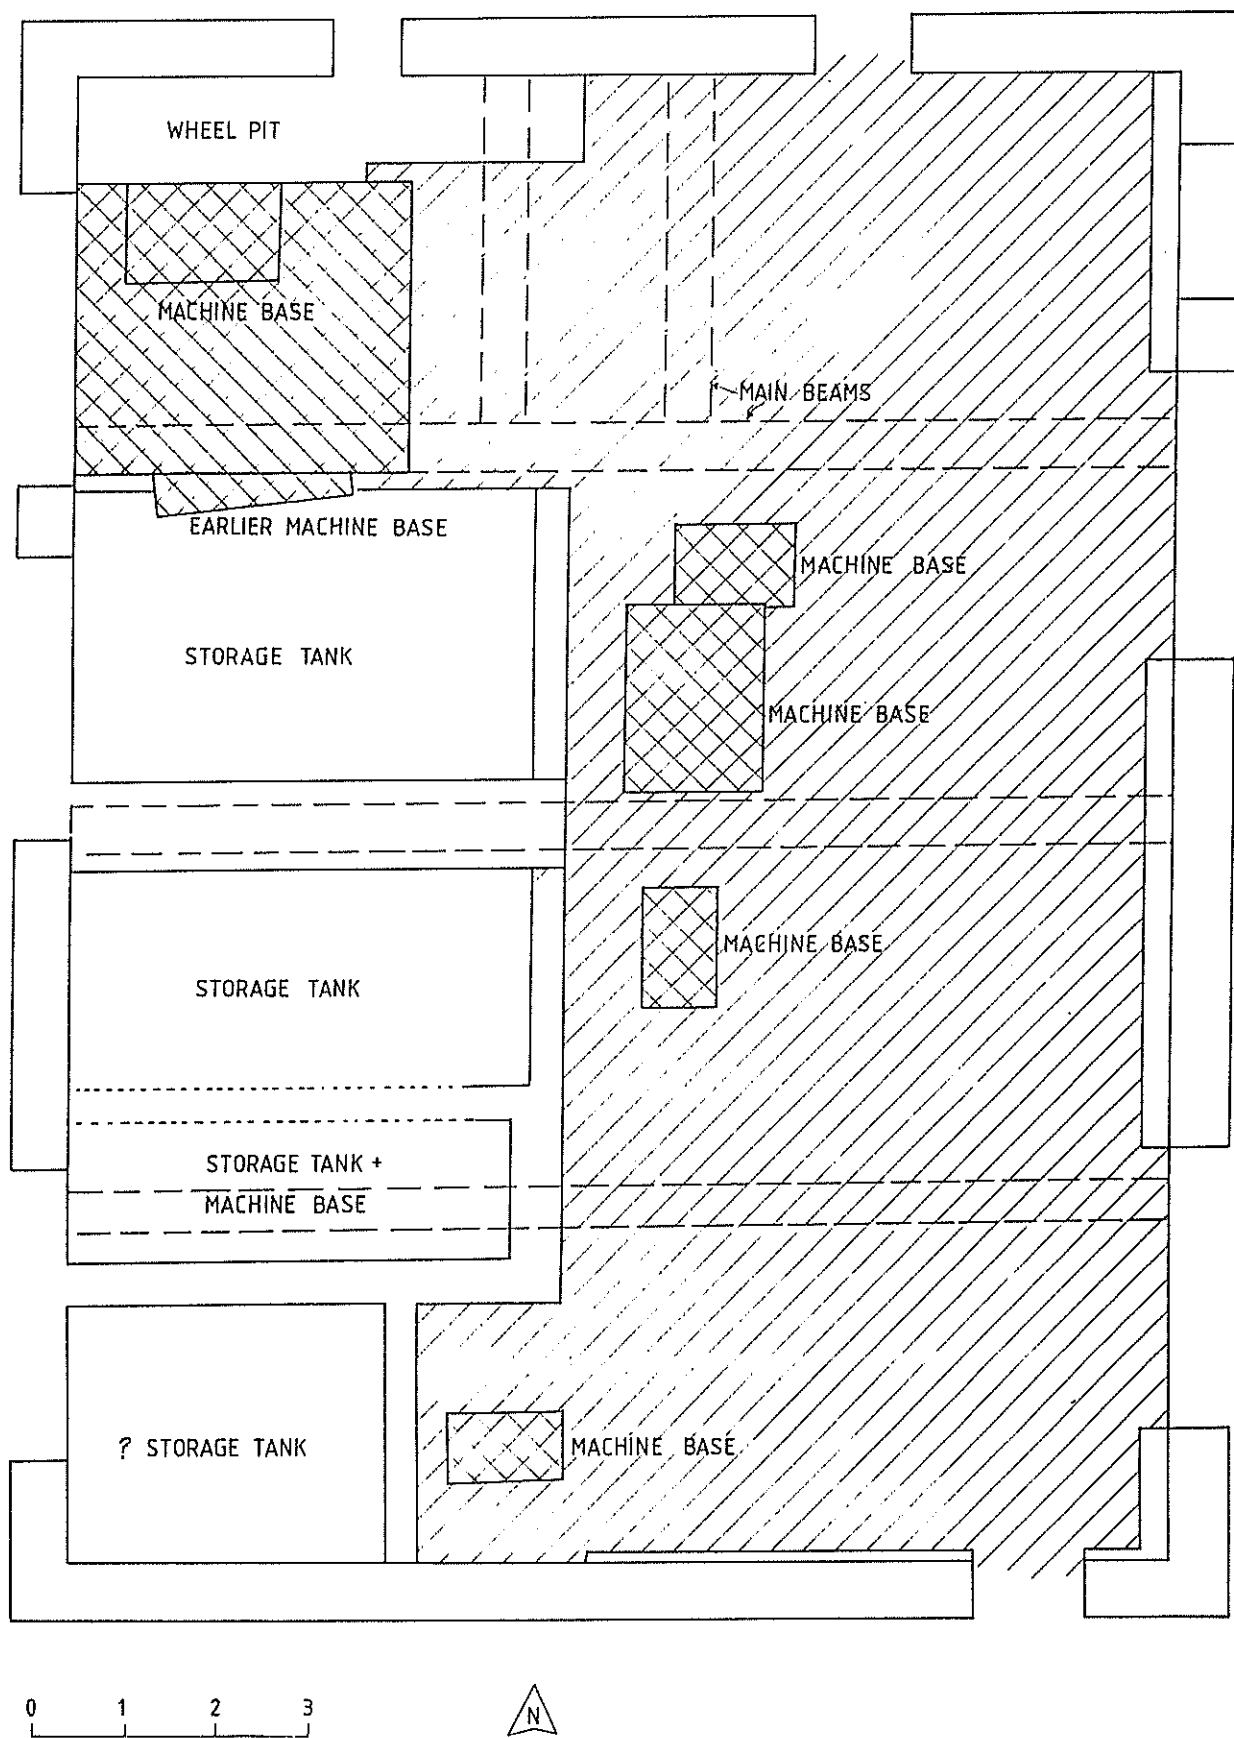 WHEEL PIT
MACHINE BASE
MAIN BEAMS
EARLIER MACHINE BASE
MACHINE BASE
STORAGE TANK
MACHINE BASE
MACHINE BASE
STORAGE TANK
STORAGE TANK +
MACHINE BASE
? STORAGE TANK
MACHINE BASE
0 1 2 3
N